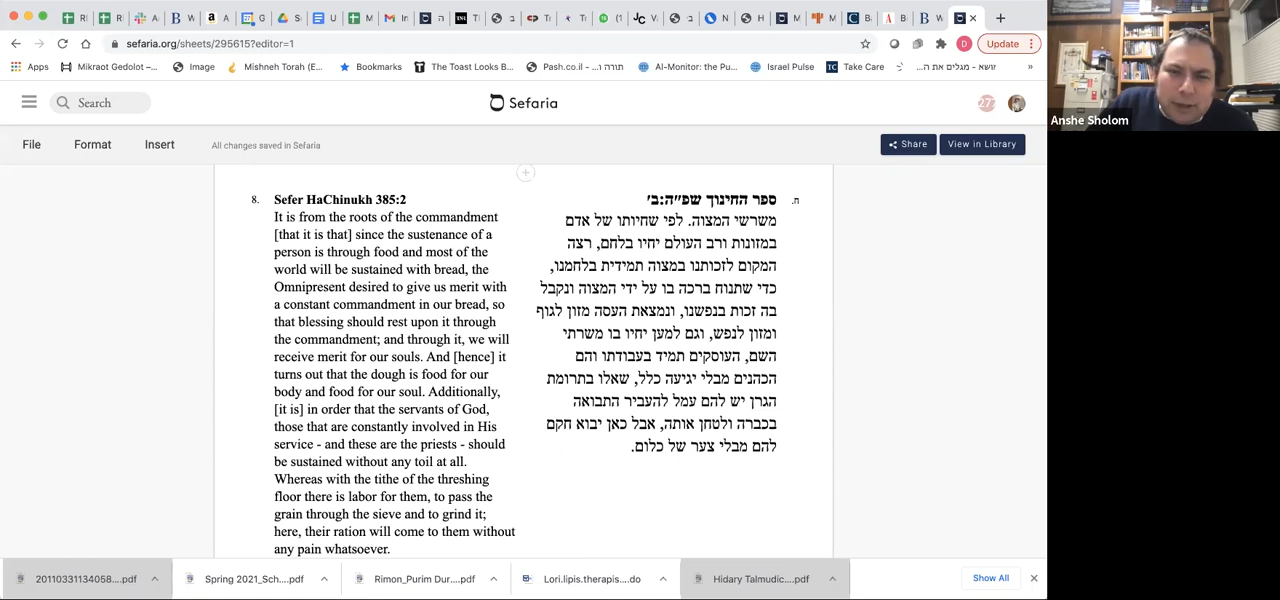 sefaria.org/sheets/295615?editor=1
Update
Apps
Mikraot Gedolot –...
Image
Mishneh Torah (E...
Bookmarks
The Toast Looks B...
Pash.co.il - ... תורה ו
Al-Monitor: the Pu...
Israel Pulse
Take Care
נושא - מגלים את ה...
Search
Sefaria
Anshe Sholom
File
Format
Insert
All changes saved in Sefaria
Share
View in Library
8. Sefer HaChinukh 385:2
It is from the roots of the commandment
[that it is that] since the sustenance of a
person is through food and most of the
world will be sustained with bread, the
Omnipresent desired to give us merit with
a constant commandment in our bread, so
that blessing should rest upon it through
the commandment; and through it, we will
receive merit for our souls. And [hence] it
turns out that the dough is food for our
body and food for our soul. Additionally,
[it is] in order that the servants of God,
those that are constantly involved in His
service - and these are the priests - should
be sustained without any toil at all.
Whereas with the tithe of the threshing
floor there is labor for them, to pass the
grain through the sieve and to grind it;
here, their ration will come to them without
any pain whatsoever.
ח. ספר החינוך שפ״ה:ב׳
משרשי המצוה. לפי שחיותו של אדם
במזונות ורב העולם יחיו בלחם, רצה
המקום לזכותנו במצוה תמידית בלחמנו,
כדי שתנוח ברכה בו על ידי המצוה ונקבל
בה זכות בנפשנו, ונמצאת העסה מזון לגוף
ומזון לנפש, וגם למען יחיו בו משרתי
השם, העוסקים תמיד בעבודתו והם
הכהנים מבלי יגיעה כלל, שאלו בתרומת
הגרן יש להם עמל להעביר התבואה
בכברה ולטחן אותה, אבל כאן יבוא חקם
להם מבלי צער של כלום.
20110331134058....pdf
Spring 2021_Sch....pdf
Rimon_Purim Dur....pdf
Lori.lipis.therapis....do
Hidary Talmudic....pdf
Show All